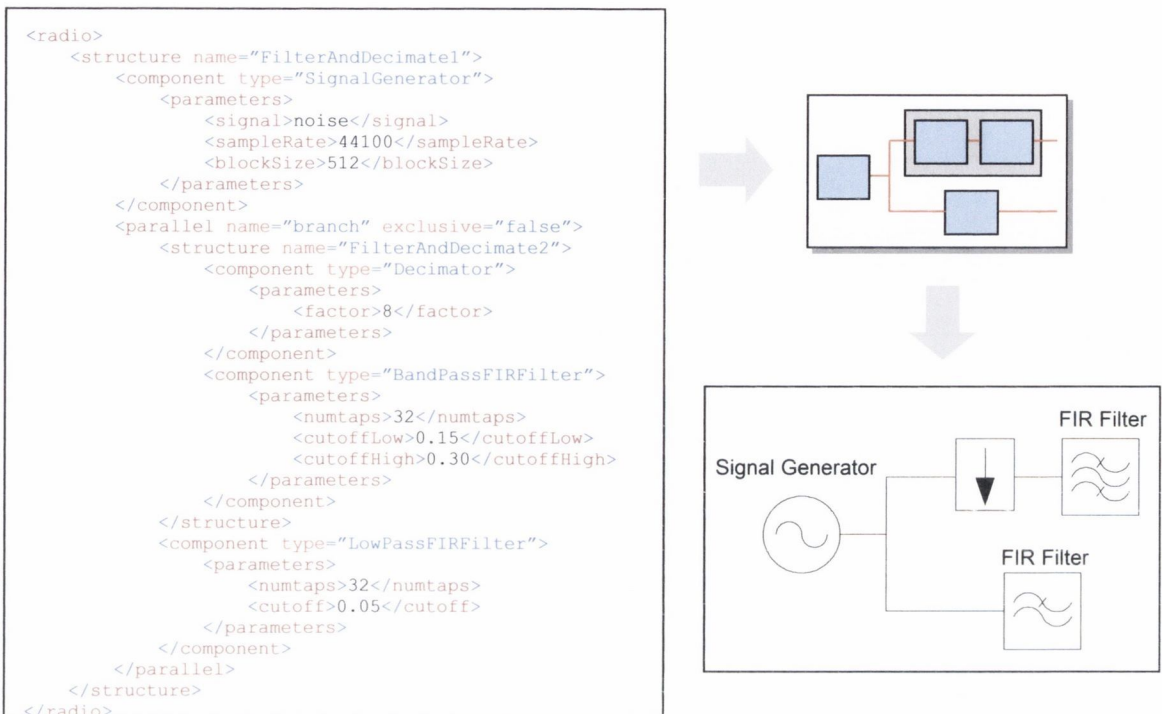 <radio>
<structure name="FilterAndDecimate1">
<component type="SignalGenerator">
<parameters>
<signal>noise</signal>
<sampleRate>44100</sampleRate>
<blockSize>512</blockSize>
</parameters>
</component>
<parallel name="branch" exclusive="false">
<structure name="FilterAndDecimate2">
<component type="Decimator">
<parameters>
<factor>8</factor>
</parameters>
</component>
<component type="BandPassFIRFilter">
<parameters>
<numtaps>32</numtaps>
<cutoffLow>0.15</cutoffLow>
<cutoffHigh>0.30</cutoffHigh>
</parameters>
</component>
</structure>
<component type="LowPassFIRFilter">
<parameters>
<numtaps>32</numtaps>
<cutoff>0.05</cutoff>
</parameters>
</component>
</parallel>
</structure>
</radio>
FIR Filter
Signal Generator
FIR Filter